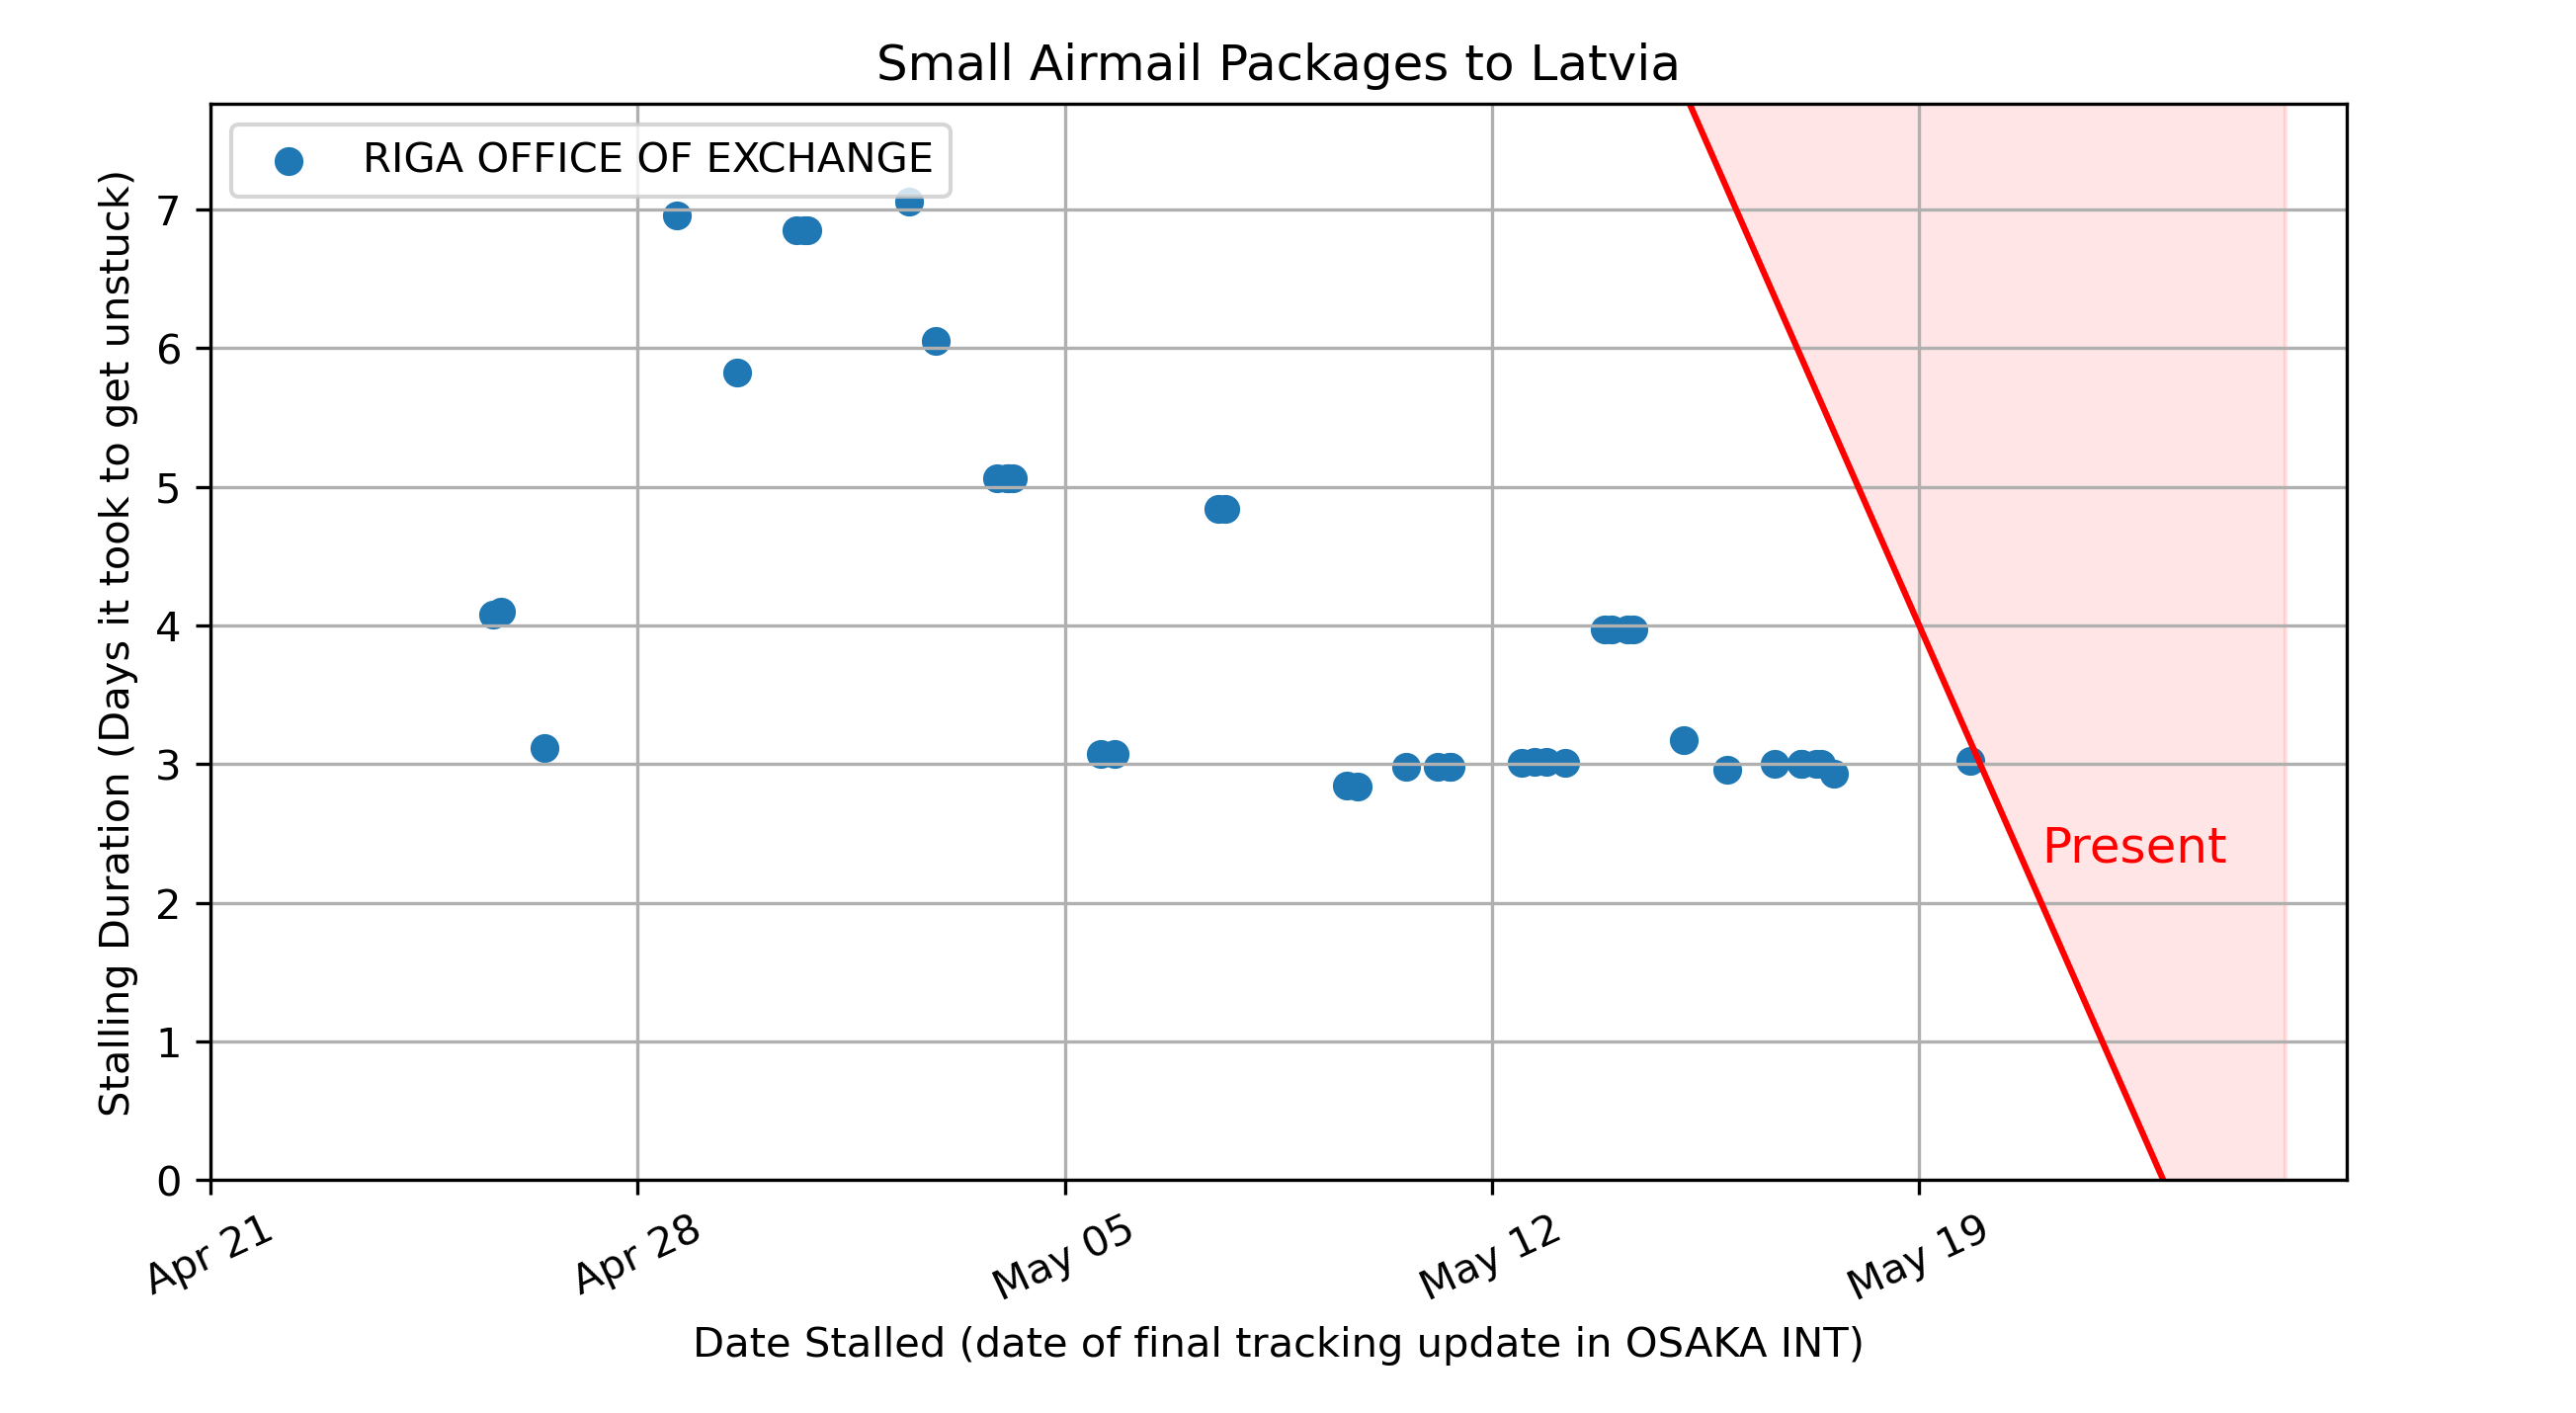 Small Airmail Packages to Latvia
RIGA OFFICE OF EXCHANGE
Stalling Duration (Days it took to get unstuck)
7
6
5
4
3
2
1
0
Present
Apr 21
Apr 28
May 05
May 12
May 19
Date Stalled (date of final tracking update in OSAKA INT)